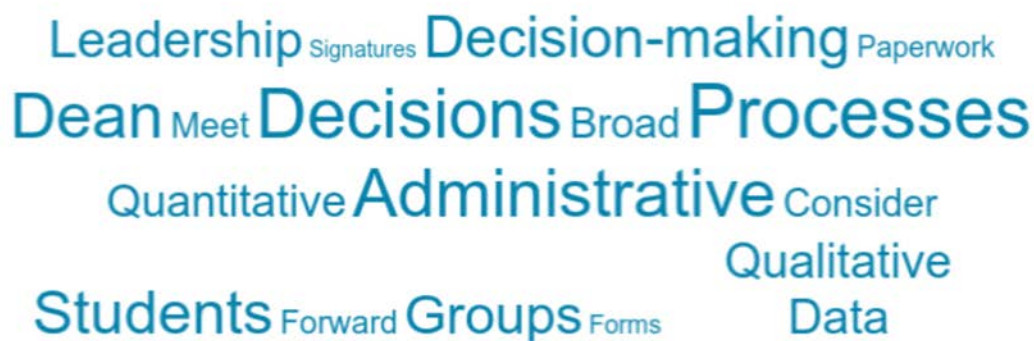 Leadership Signatures Decision-making Paperwork
Dean Meet Decisions Broad Processes
Quantitative Administrative Consider
Qualitative
Students Forward Groups Forms Data